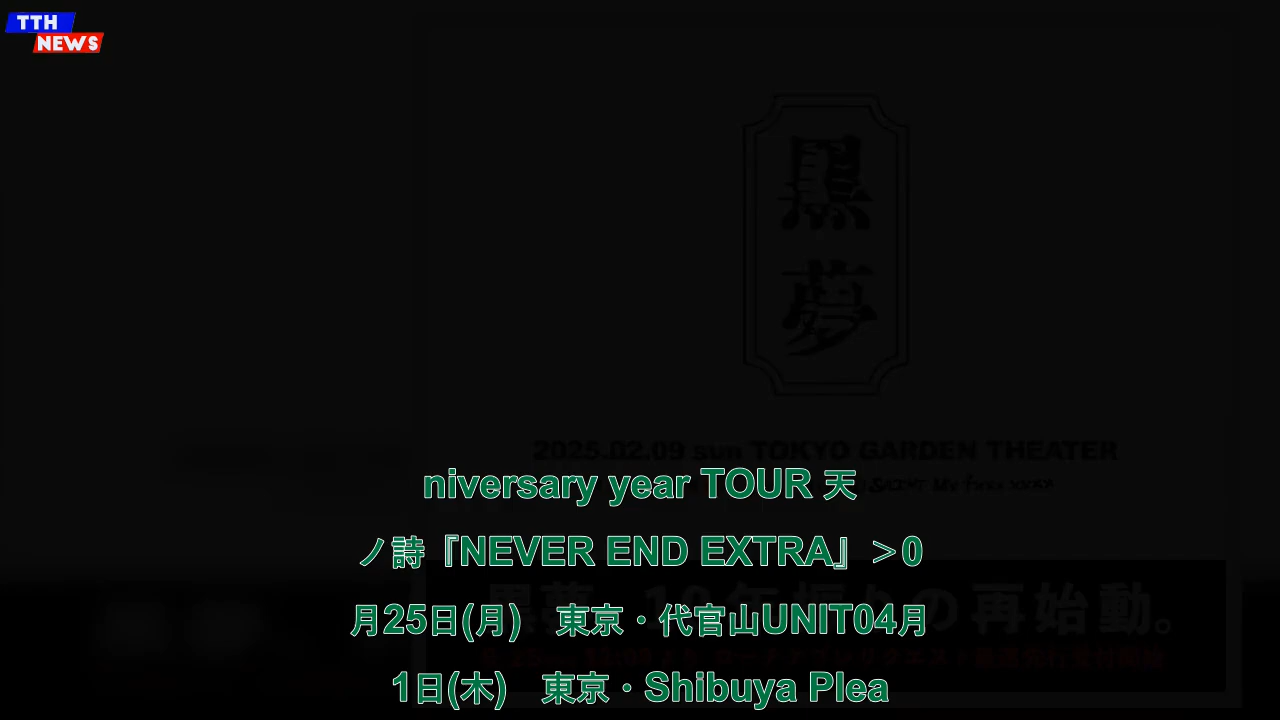 TTH
NEWS
黒
夢
2025.02.09 sun TOKYO GARDEN THEATER
niversary year TOUR 天
ノ詩『NEVER END EXTRA』＞0
黒夢、10年振りの再始動。
月25日(月)　東京・代官山UNIT04月
1日(木)　東京・Shibuya Plea